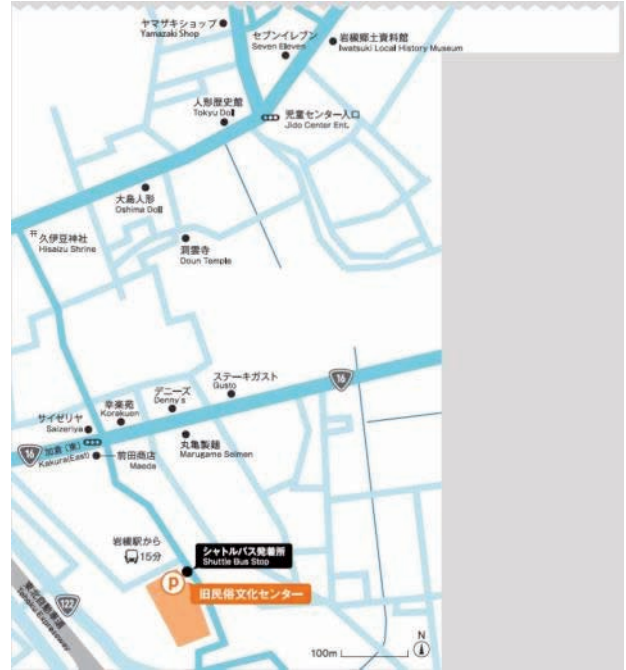 ヤマザキショップ
Yamazaki Shop
セブンイレブン
Seven Eleven
岩槻郷土資料館
Iwatsuki Local History Museum
人形歴史館
Tokyu Doll
児童センター入口
Jido Center Ent.
大島人形
Oshima Doll
久伊豆神社
Hisaizu Shrine
洞雲寺
Doun Temple
ステーキガスト
Gusto
16
デニーズ
Denny's
幸楽苑
Korakuen
サイゼリヤ
Saizeriya
丸亀製麺
Marugame Seimen
16
加倉(東)
Kakura(East)
前田商店
Maeda
岩槻駅から
15分
シャトルバス発着所
Shuttle Bus Stop
P
旧民俗文化センター
東北自動車道
Tohoku Expressway
122
100m
N